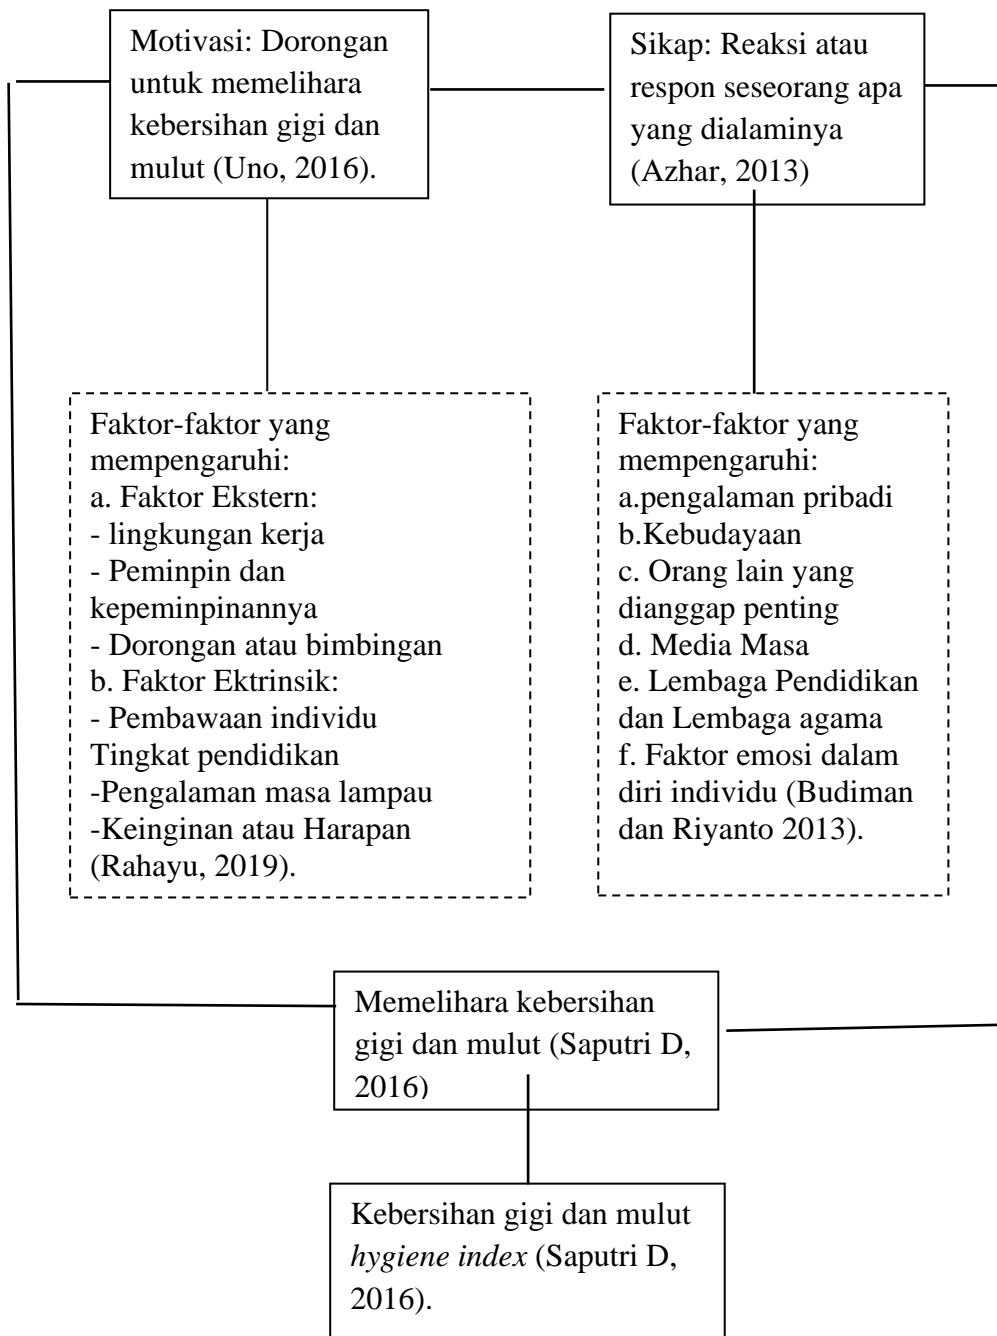 Motivasi: Dorongan
untuk memelihara
kebersihan gigi dan
mulut (Uno, 2016).
Sikap: Reaksi atau
respon seseorang apa
yang dialaminya
(Azhar, 2013)
Faktor-faktor yang
mempengaruhi:
a. Faktor Ekstern:
- lingkungan kerja
- Peminpin dan
kepeminpinannya
- Dorongan atau bimbingan
b. Faktor Ektrinsik:
- Pembawaan individu
Tingkat pendidikan
-Pengalaman masa lampau
-Keinginan atau Harapan
(Rahayu, 2019).
Faktor-faktor yang
mempengaruhi:
a.pengalaman pribadi
b.Kebudayaan
c. Orang lain yang
dianggap penting
d. Media Masa
e. Lembaga Pendidikan
dan Lembaga agama
f. Faktor emosi dalam
diri individu (Budiman
dan Riyanto 2013).
Memelihara kebersihan
gigi dan mulut (Saputri D,
2016)
Kebersihan gigi dan mulut
hygiene index (Saputri D,
2016).